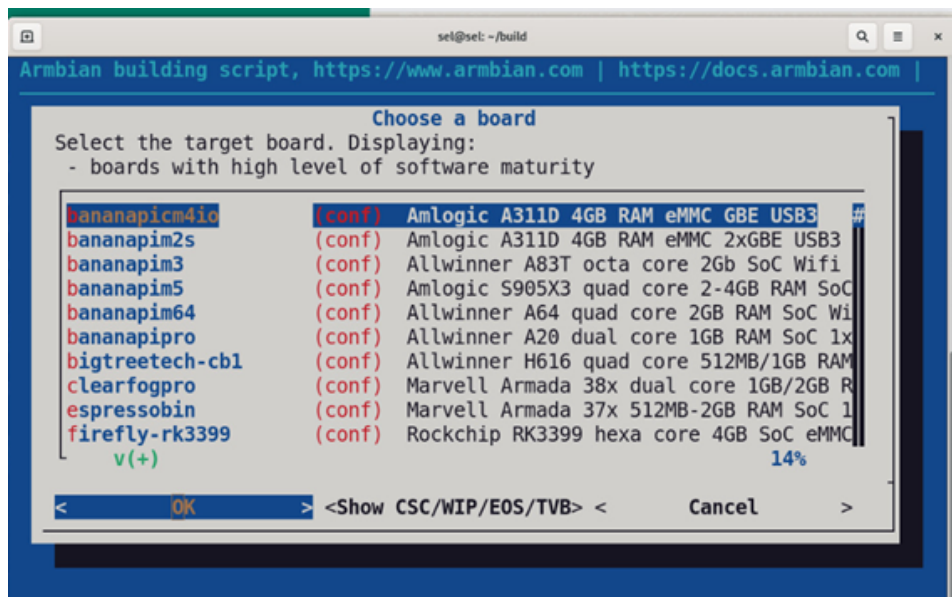 sel@sel: ~/build
Armbian building script, https://www.armbian.com | https://docs.armbian.com |
Choose a board
Select the target board. Displaying:
- boards with high level of software maturity
bananapicm4io (conf) Amlogic A311D 4GB RAM eMMC GBE USB3 #
bananapim2s (conf) Amlogic A311D 4GB RAM eMMC 2xGBE USB3
bananapim3 (conf) Allwinner A83T octa core 2Gb SoC Wifi
bananapim5 (conf) Amlogic S905X3 quad core 2-4GB RAM SoC
bananapim64 (conf) Allwinner A64 quad core 2GB RAM SoC Wi
bananapipro (conf) Allwinner A20 dual core 1GB RAM SoC 1x
bigtreetech-cb1 (conf) Allwinner H616 quad core 512MB/1GB RAM
clearfogpro (conf) Marvell Armada 38x dual core 1GB/2GB R
espressobin (conf) Marvell Armada 37x 512MB-2GB RAM SoC 1
firefly-rk3399 (conf) Rockchip RK3399 hexa core 4GB SoC eMMC
v(+) 14%
< OK > <Show CSC/WIP/EOS/TVB> < Cancel >